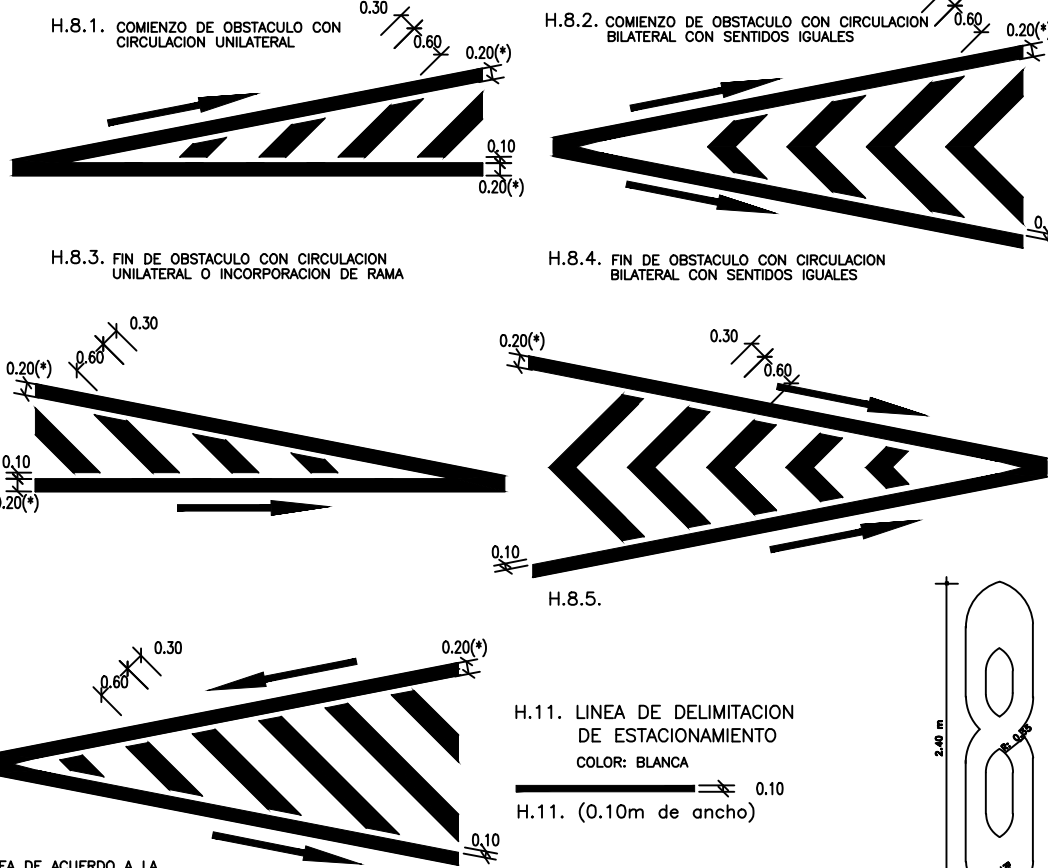 H.8.1. COMIENZO DE OBSTACULO CON
CIRCULACION UNILATERAL
0.30
0.60
0.20(*)
0.10
0.20(*)
H.8.2. COMIENZO DE OBSTACULO CON CIRCULACION
BILATERAL CON SENTIDOS IGUALES
0.60
0.20(*)
H.8.3. FIN DE OBSTACULO CON CIRCULACION
UNILATERAL O INCORPORACION DE RAMA
0.30
0.60
0.20(*)
0.10
0.20(*)
H.8.4. FIN DE OBSTACULO CON CIRCULACION
BILATERAL CON SENTIDOS IGUALES
0.20(*)
0.30
0.60
0.10
H.8.5.
0.30
0.60
0.20(*)
0.10
H.11. LINEA DE DELIMITACION
DE ESTACIONAMIENTO
COLOR: BLANCA
0.10
H.11. (0.10m de ancho)
2.40 m
DE ACUERDO A LA